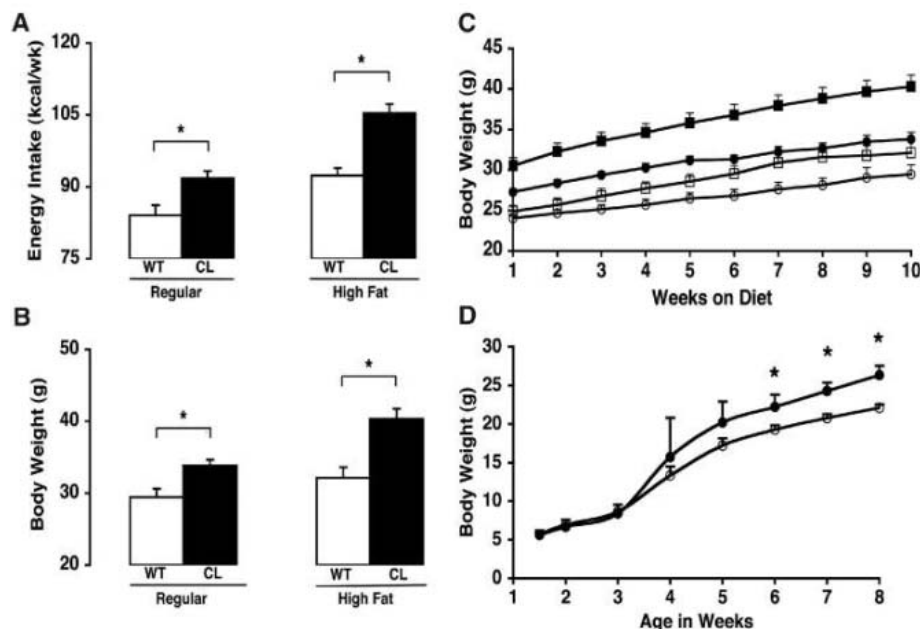 A
Energy Intake (kcal/wk)
120
105
90
75
*
*
WT CL
WT CL
Regular
High Fat
B
Body Weight (g)
50
40
30
20
*
*
WT CL
WT CL
Regular
High Fat
C
Body Weight (g)
45
40
35
30
25
20
1 2 3 4 5 6 7 8 9 10
Weeks on Diet
D
Body Weight (g)
30
25
20
15
10
5
0
* * *
1 2 3 4 5 6 7 8
Age in Weeks